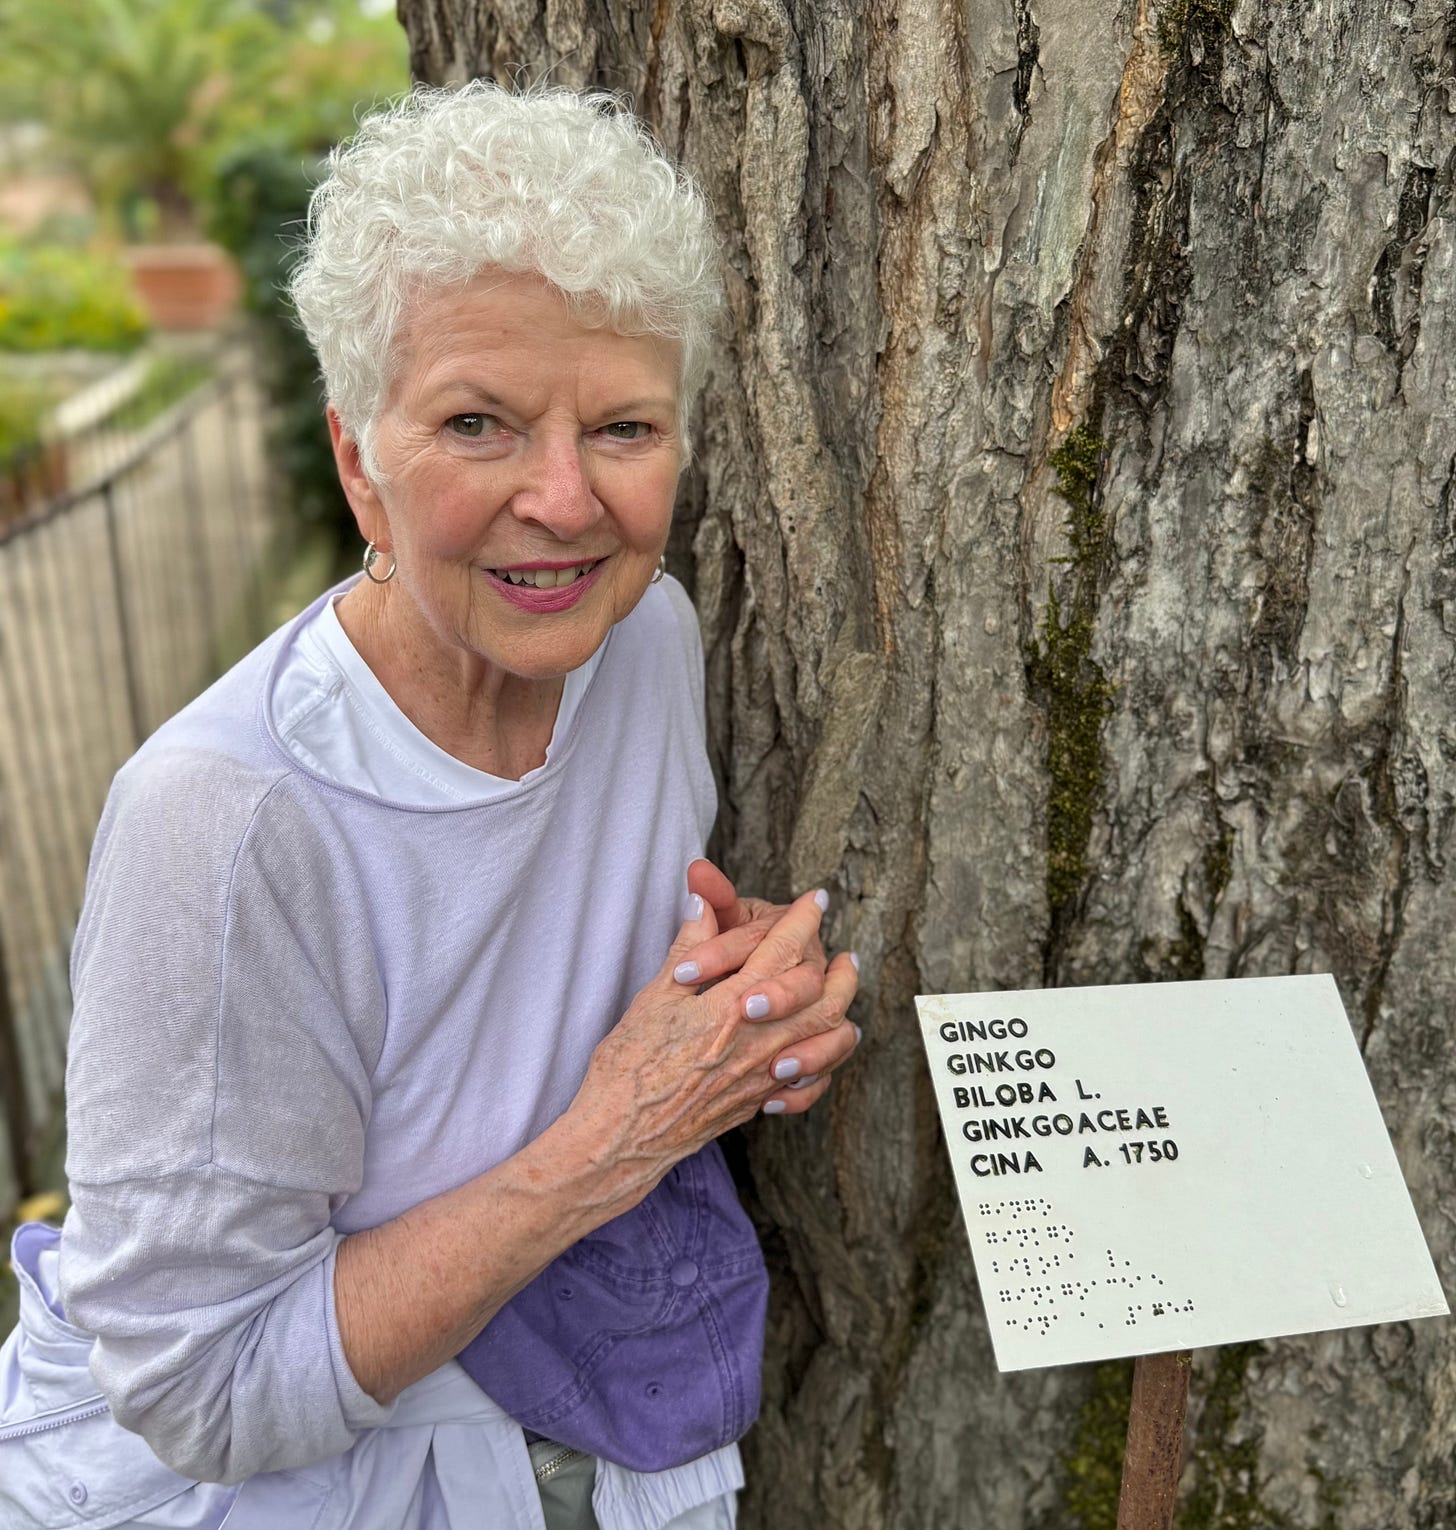 GINGO
GINKGO
BILOBA L.
GINKGOACEAE
CINA A. 1750